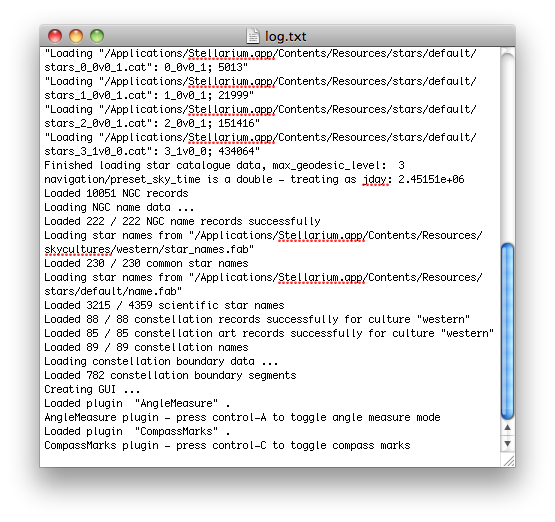 log.txt
"Loading "/Applications/Stellarium.app/Contents/Resources/stars/default/
stars_0_0v0_1.cat": 0_0v0_1; 5013"
"Loading "/Applications/Stellarium.app/Contents/Resources/stars/default/
stars_1_0v0_1.cat": 1_0v0_1; 21999"
"Loading "/Applications/Stellarium.app/Contents/Resources/stars/default/
stars_2_0v0_1.cat": 2_0v0_1; 151416"
"Loading "/Applications/Stellarium.app/Contents/Resources/stars/default/
stars_3_1v0_0.cat": 3_1v0_0; 434064"
Finished loading star catalogue data, max_geodesic_level:  3
navigation/preset_sky_time is a double - treating as jday: 2.45151e+06
Loaded 10051 NGC records
Loading NGC name data ...
Loaded 222 / 222 NGC name records successfully
Loading star names from "/Applications/Stellarium.app/Contents/Resources/
skycultures/western/star_names.fab"
Loaded 230 / 230 common star names
Loading star names from "/Applications/Stellarium.app/Contents/Resources/
stars/default/name.fab"
Loaded 3215 / 4359 scientific star names
Loaded 88 / 88 constellation records successfully for culture "western"
Loaded 85 / 85 constellation art records successfully for culture "western"
Loaded 89 / 89 constellation names
Loading constellation boundary data ...
Loaded 782 constellation boundary segments
Creating GUI ...
Loaded plugin  "AngleMeasure" .
AngleMeasure plugin - press control-A to toggle angle measure mode
Loaded plugin  "CompassMarks" .
CompassMarks plugin - press control-C to toggle compass marks